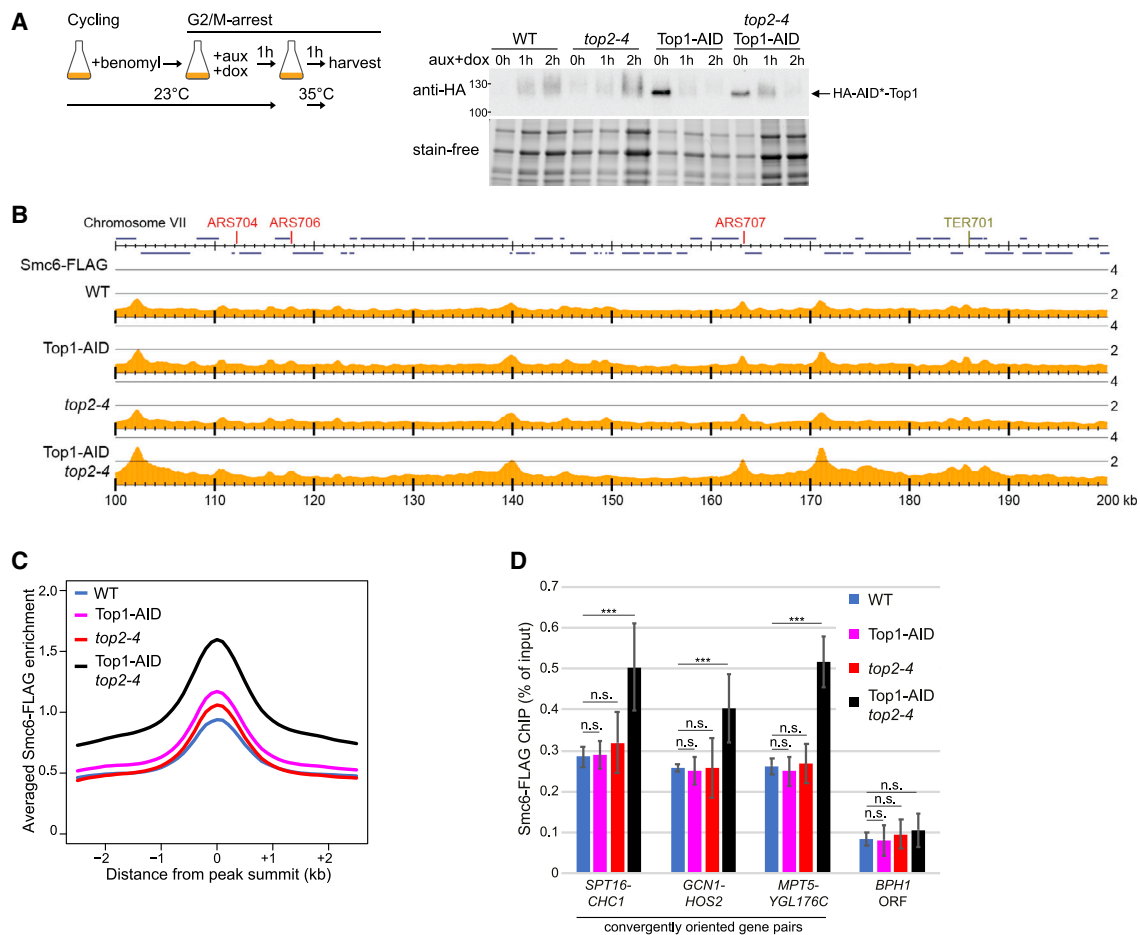 A
Cycling
G2/M-arrest
+benomyl
+aux
+dox
1h
1h
harvest
23°C
35°C
WT
top2-4
Top1-AID
top2-4
Top1-AID
aux+dox 0h 1h 2h 0h 1h 2h 0h 1h 2h 0h 1h 2h
anti-HA
130
100
HA-AID*-Top1
stain-free
B
Chromosome VII
ARS704
ARS706
ARS707
TER701
Smc6-FLAG
4
WT
2
4
Top1-AID
2
4
top2-4
2
4
Top1-AID
top2-4
2
100 110 120 130 140 150 160 170 180 190 200 kb
C
Averaged Smc6-FLAG enrichment
2.0
1.5
1.0
0.5
0
WT
Top1-AID
top2-4
Top1-AID
top2-4
−2 −1 0 +1 +2
Distance from peak summit (kb)
D
Smc6-FLAG ChIP (% of input)
0.7
0.6
0.5
0.4
0.3
0.2
0.1
0
WT
Top1-AID
top2-4
Top1-AID
top2-4
***
n.s.
n.s.
***
n.s.
n.s.
***
n.s.
n.s.
n.s.
n.s.
n.s.
SPT16-
CHC1
GCN1-
HOS2
MPT5-
YGL176C
BPH1
ORF
convergently oriented gene pairs